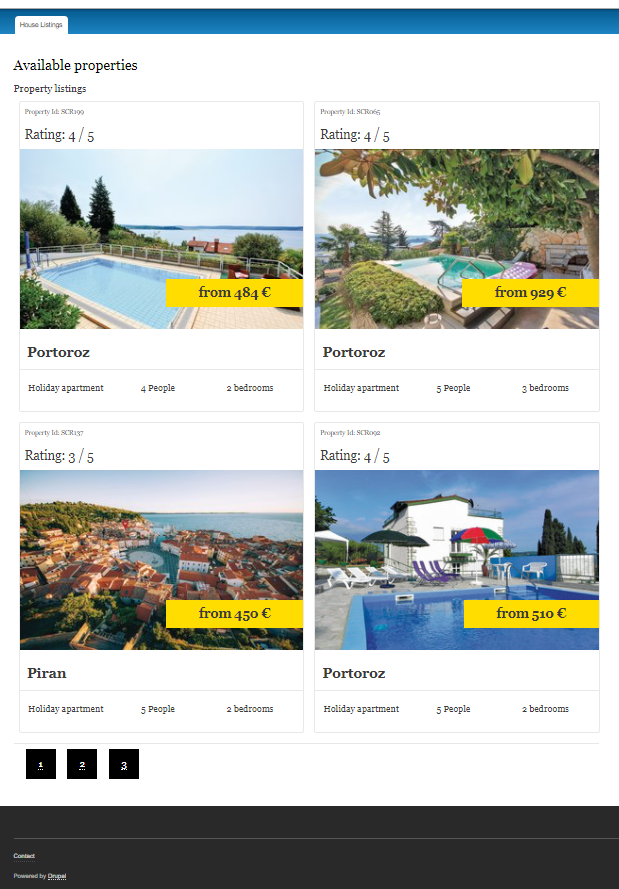 House Listings
Available properties
Property listings
Property Id: SCR199
Rating: 4 / 5
from 484 €
Portoroz
Holiday apartment 4 People 2 bedrooms
Property Id: SCR065
Rating: 4 / 5
from 929 €
Portoroz
Holiday apartment 5 People 3 bedrooms
Property Id: SCR137
Rating: 3 / 5
from 450 €
Piran
Holiday apartment 5 People 2 bedrooms
Property Id: SCR092
Rating: 4 / 5
from 510 €
Portoroz
Holiday apartment 5 People 2 bedrooms
1 2 3
Contact
Powered by Drupal